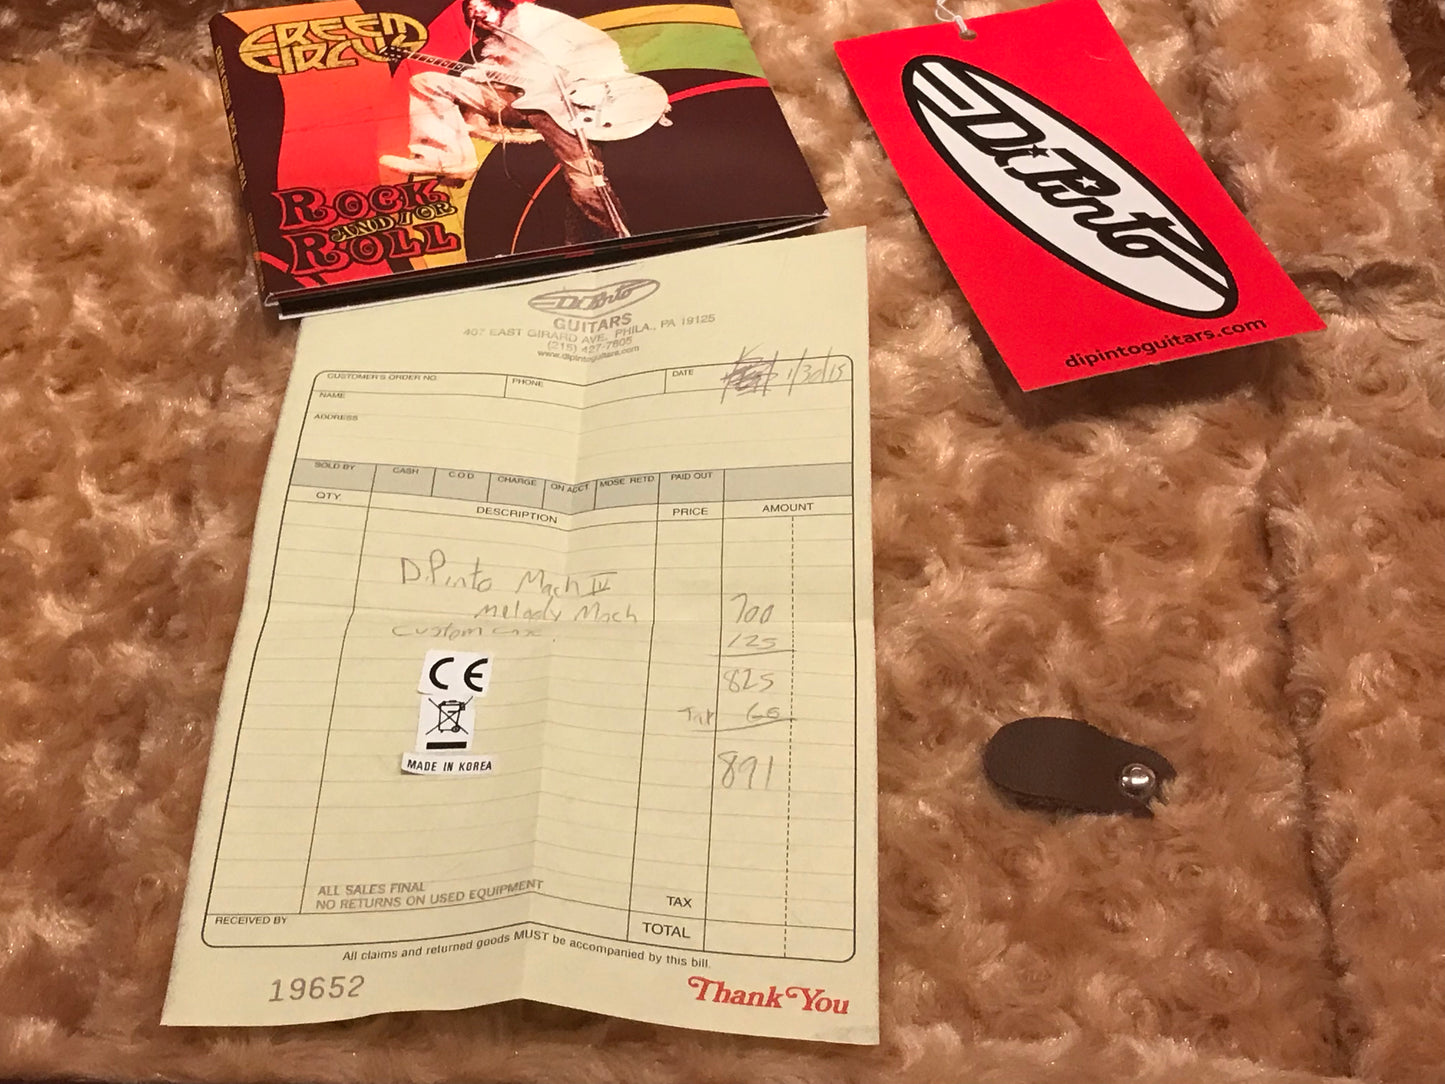 CREEM
CIRCUS
ROCK
AND/OR
ROLL
DiPinto
dipintoguitars.com
DiPinto
GUITARS
407 EAST GIRARD AVE. PHILA., PA 19125
(215) 427-7805
www.dipintoguitars.com
CUSTOMER'S ORDER NO. PHONE DATE 1/30/15
NAME
ADDRESS
SOLD BY CASH C.O.D CHARGE ON ACCT MDSE RETD PAID OUT
QTY DESCRIPTION PRICE AMOUNT
DiPinto Mach IV
Melody Mach 700
Custom case. 125
825
Tax 66
891
CE
MADE IN KOREA
ALL SALES FINAL
NO RETURNS ON USED EQUIPMENT
TAX
RECEIVED BY TOTAL
All claims and returned goods MUST be accompanied by this bill.
19652 Thank You